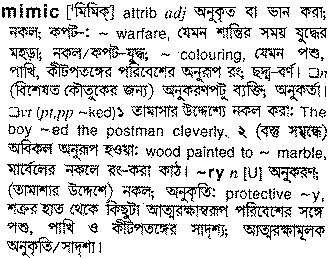 mimic ['মিমিক্] attrib adj অনুকৃত বা ভান করা;
নকল; কপট-: ~ warfare, যেমন শান্তির সময় যুদ্ধের
মহড়া; নকল/কপট-যুদ্ধ; ~ colouring, যেমন পশু,
পাখি, কীটপতঙ্গের পরিবেশের অনুরূপ রং; ছদ্ম-বর্ণ। □n
(বিশেষত কৌতুকের জন্য) অনুকরণপটু ব্যক্তি; অনুকর্তা।
□vt (pt,pp ~ked)১ তামাসার উদ্দেশ্যে নকল করা: The
boy ~ed the postman cleverly. ২ (বস্তু সম্বন্ধে)
অবিকল অনুরূপ হওয়া: wood painted to ~ marble,
মার্বেলের নকলে রং-করা কাঠ। ~ry n [U] অনুকরণ;
(তামাশার উদ্দেশে) নকল; অনুকৃতি: protective ~y,
শত্রুর হাত থেকে কিছুটা আত্মরক্ষাস্বরূপ পরিবেশের সঙ্গে
পশু, পাখি ও কীটপতঙ্গের সাদৃশ্য; আত্মরক্ষামূলক
অনুকৃতি/সাদৃশ্য।